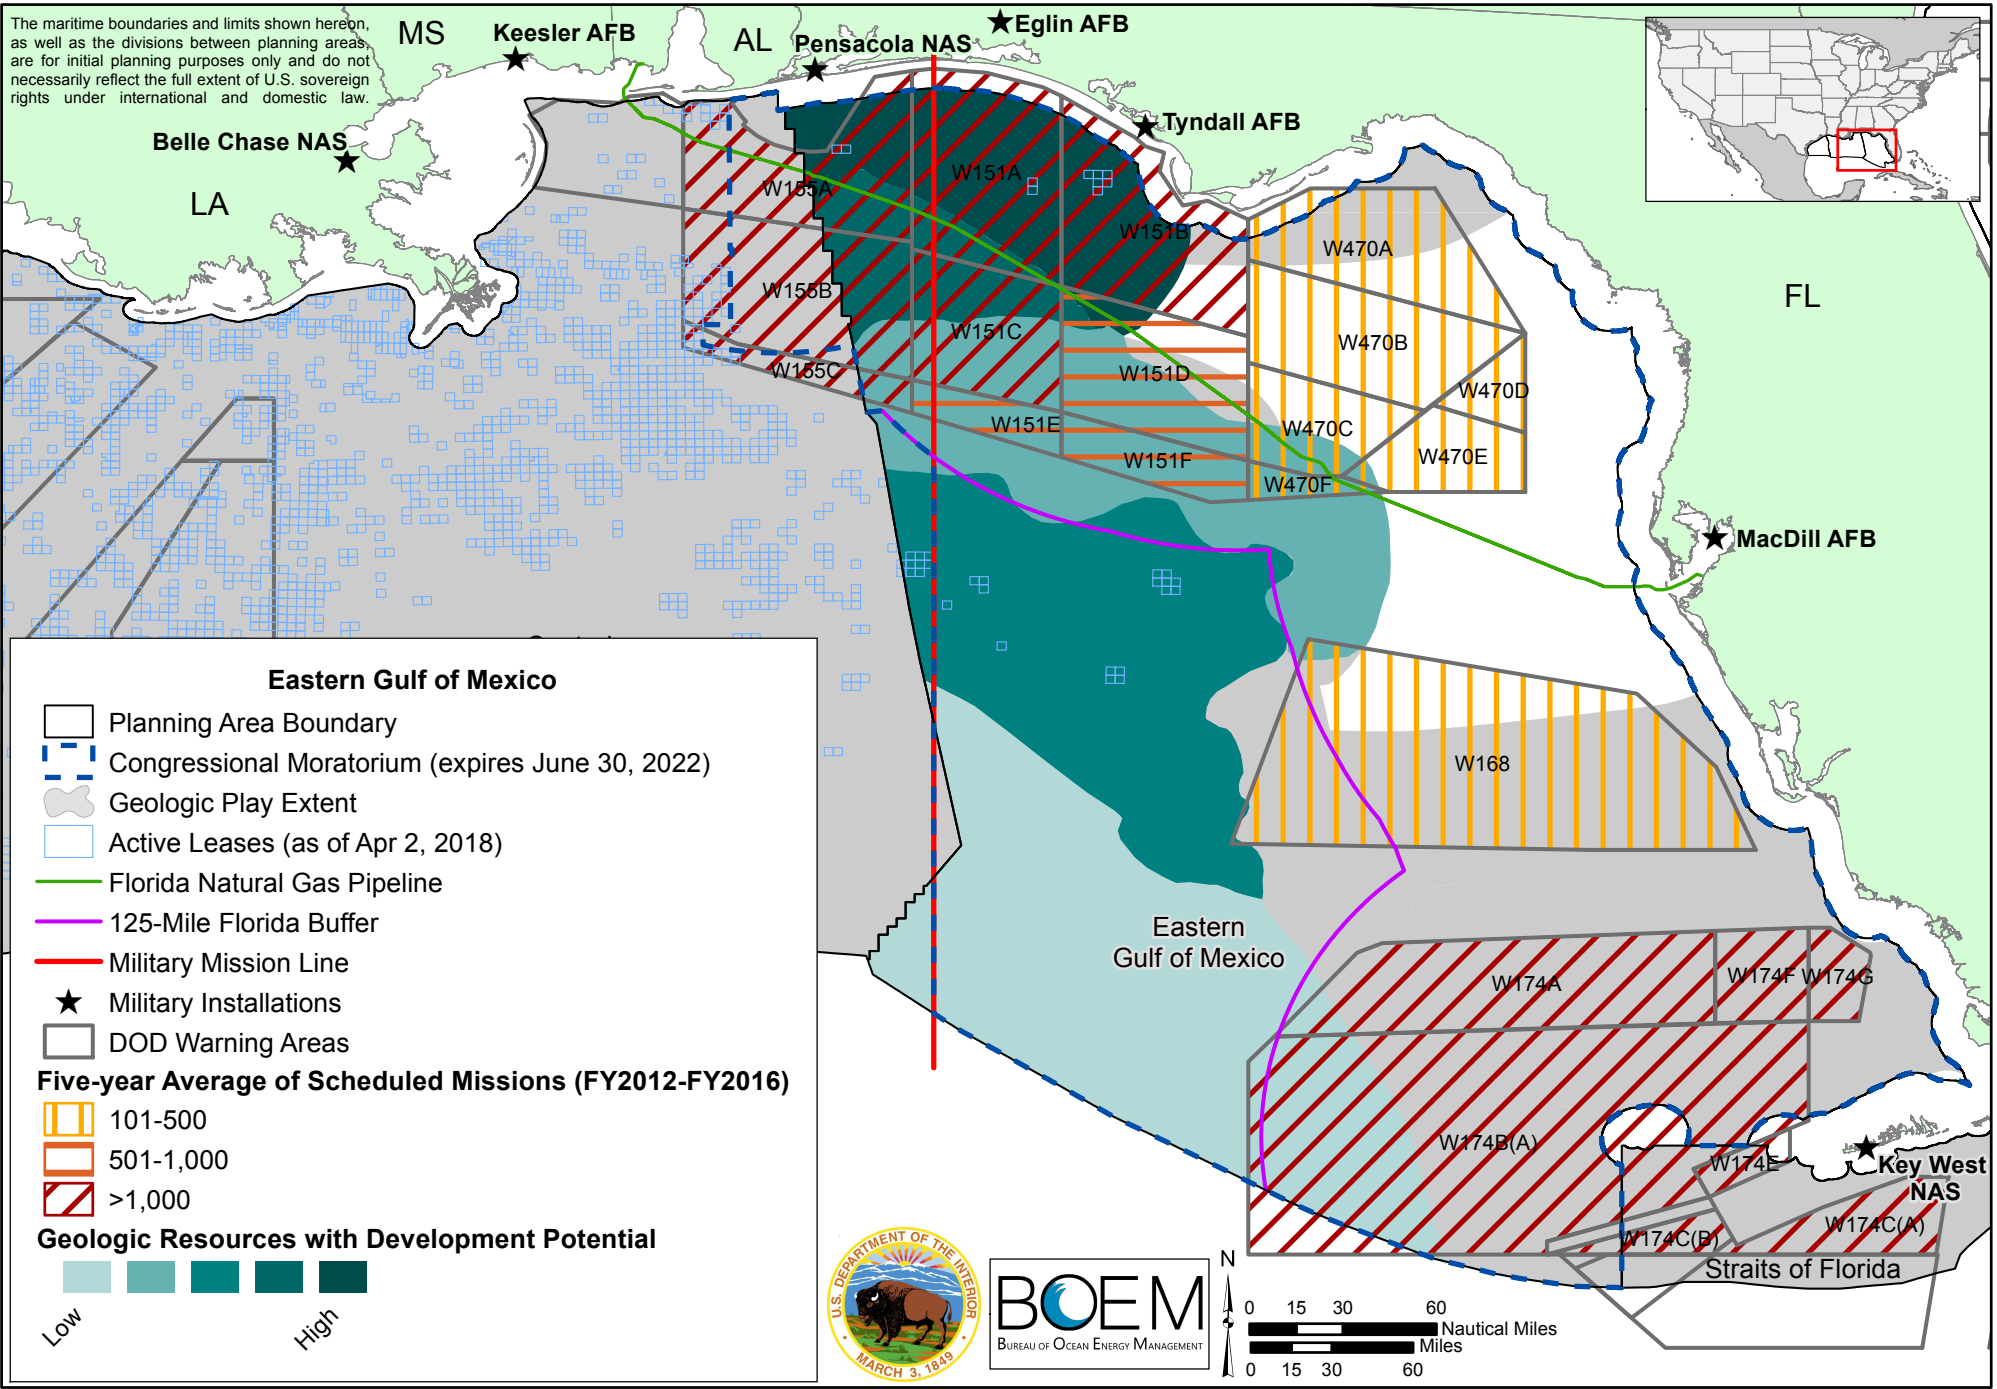 The maritime boundaries and limits shown hereon,
as well as the divisions between planning areas,
are for initial planning purposes only and do not
necessarily reflect the full extent of U.S. sovereign
rights under international and domestic law.
MS
Keesler AFB
AL
Pensacola NAS
Eglin AFB
Tyndall AFB
Belle Chase NAS
LA
FL
W155A
W151A
W151B
W470A
W155B
W151C
W470B
W155C
W151D
W470D
W151E
W470C
W151F
W470E
W470F
MacDill AFB
W168
Eastern
Gulf of Mexico
W174A
W174F
W174G
W174B(A)
W174E
Key West
NAS
W174C(A)
W174C(B)
Straits of Florida
Eastern Gulf of Mexico
Planning Area Boundary
Congressional Moratorium (expires June 30, 2022)
Geologic Play Extent
Active Leases (as of Apr 2, 2018)
Florida Natural Gas Pipeline
125-Mile Florida Buffer
Military Mission Line
Military Installations
DOD Warning Areas
Five-year Average of Scheduled Missions (FY2012-FY2016)
101-500
501-1,000
>1,000
Geologic Resources with Development Potential
Low
High
U.S. DEPARTMENT OF THE INTERIOR
MARCH 3, 1849
BOEM
BUREAU OF OCEAN ENERGY MANAGEMENT
N
0 15 30 60
Nautical Miles
Miles
0 15 30 60